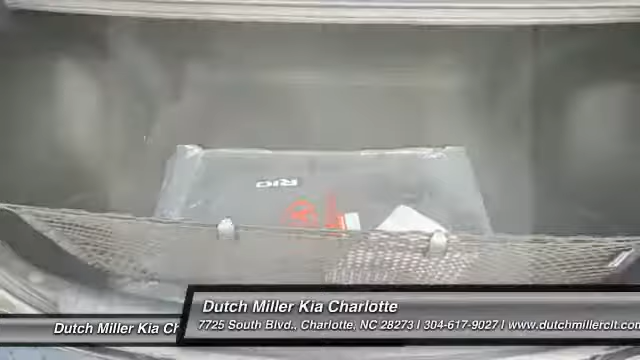 RIO
Dutch Miller Kia Charlotte
7725 South Blvd., Charlotte, NC 28273 I 304-617-9027 I www.dutchmillerclt.com
Dutch Miller Kia Ch